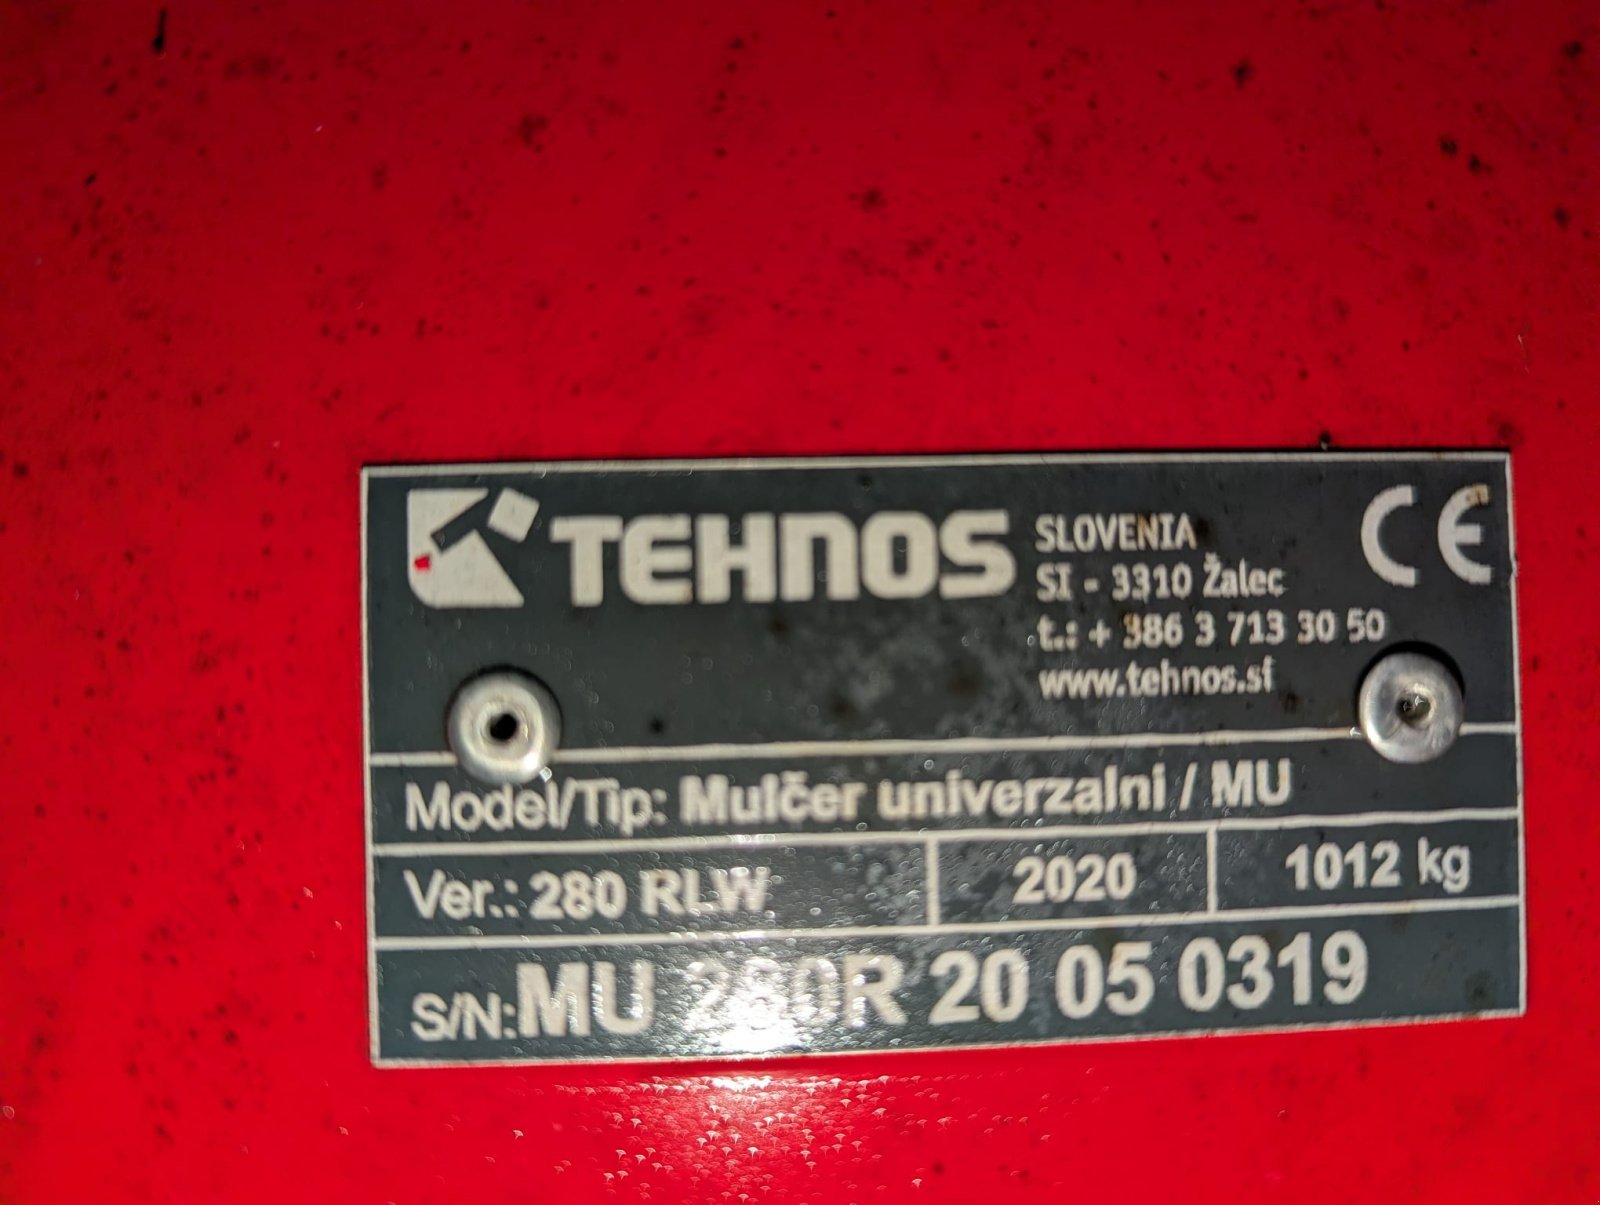 TEHNOS
SLOVENIA
SI - 3310 Žalec
t.: + 386 3 713 30 50
www.tehnos.si
CE
Model/Tip: Mulčer univerzalni / MU
Ver.: 280 RLW 2020 1012 kg
S/N: MU 280R 20 05 0319